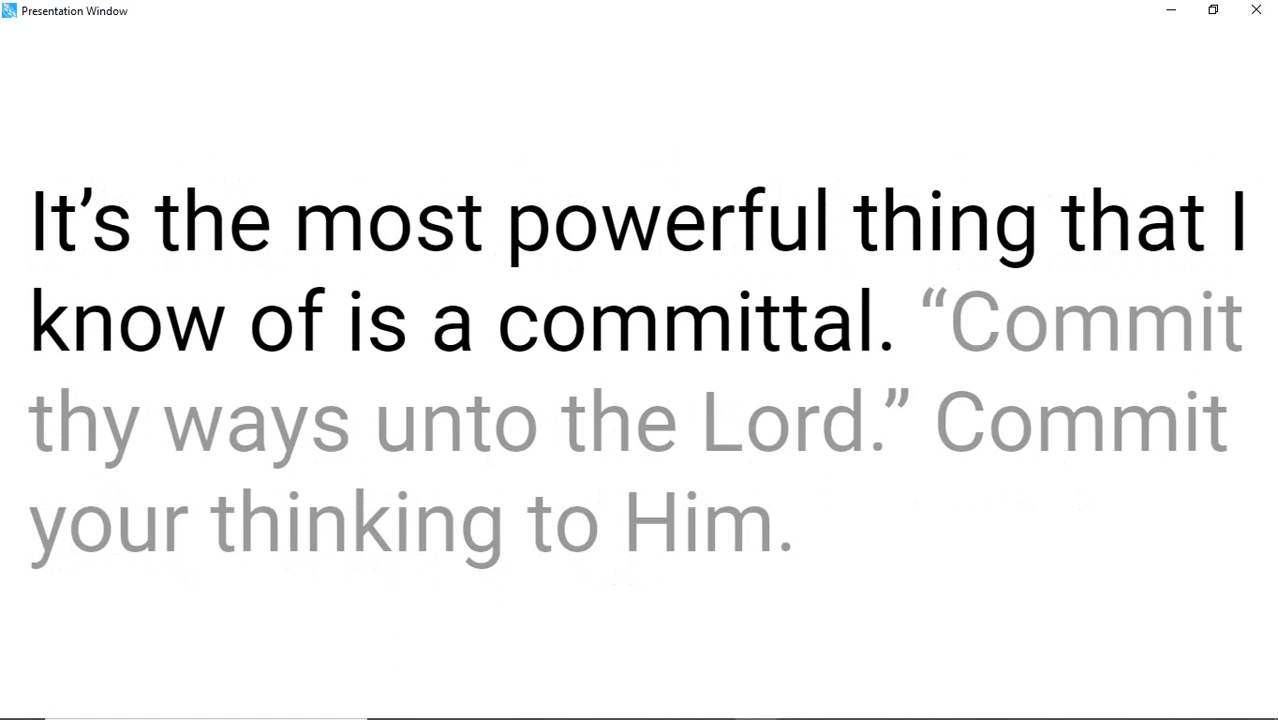 Presentation Window
It’s the most powerful thing that I
know of is a committal. “Commit
thy ways unto the Lord.” Commit
your thinking to Him.